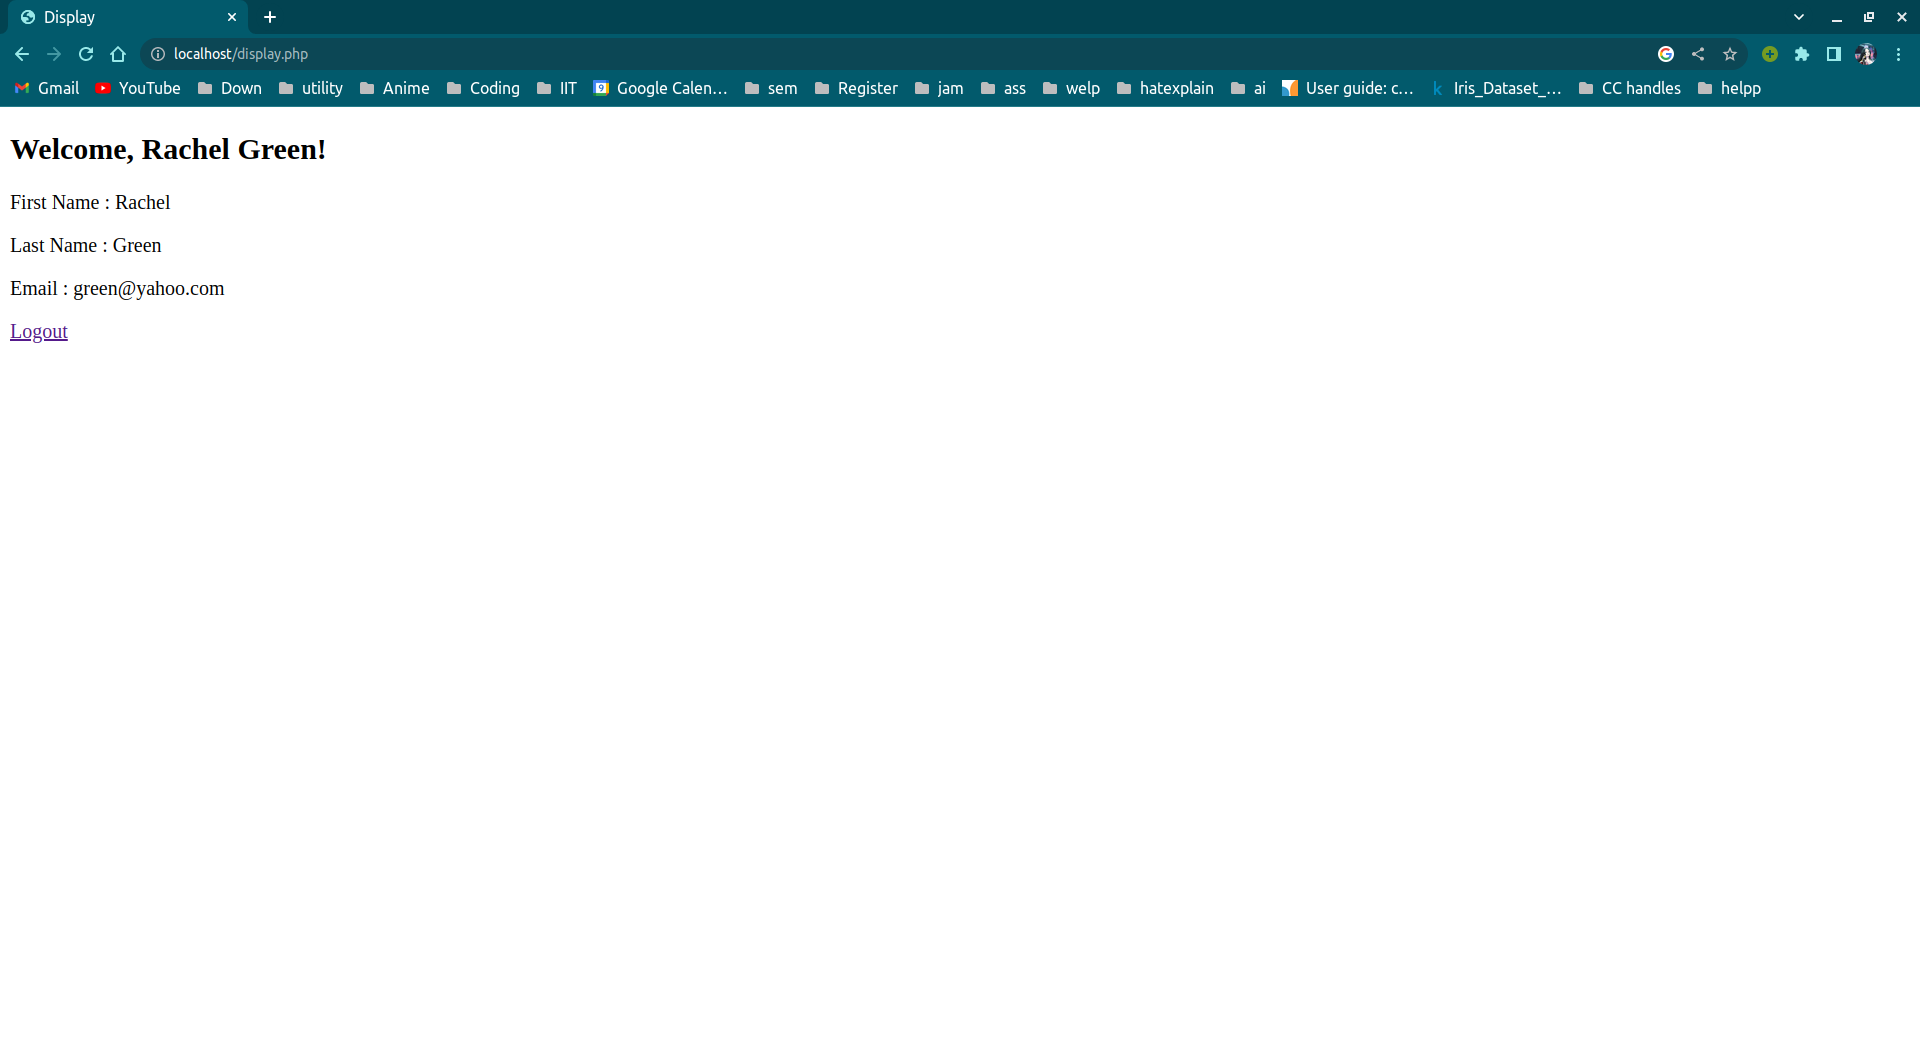 Display
localhost/display.php
Gmail YouTube Down utility Anime Coding IIT Google Calen... sem Register jam ass welp hatexplain ai User guide: c... Iris_Dataset_... CC handles helpp
Welcome, Rachel Green!
First Name : Rachel
Last Name : Green
Email : green@yahoo.com
Logout